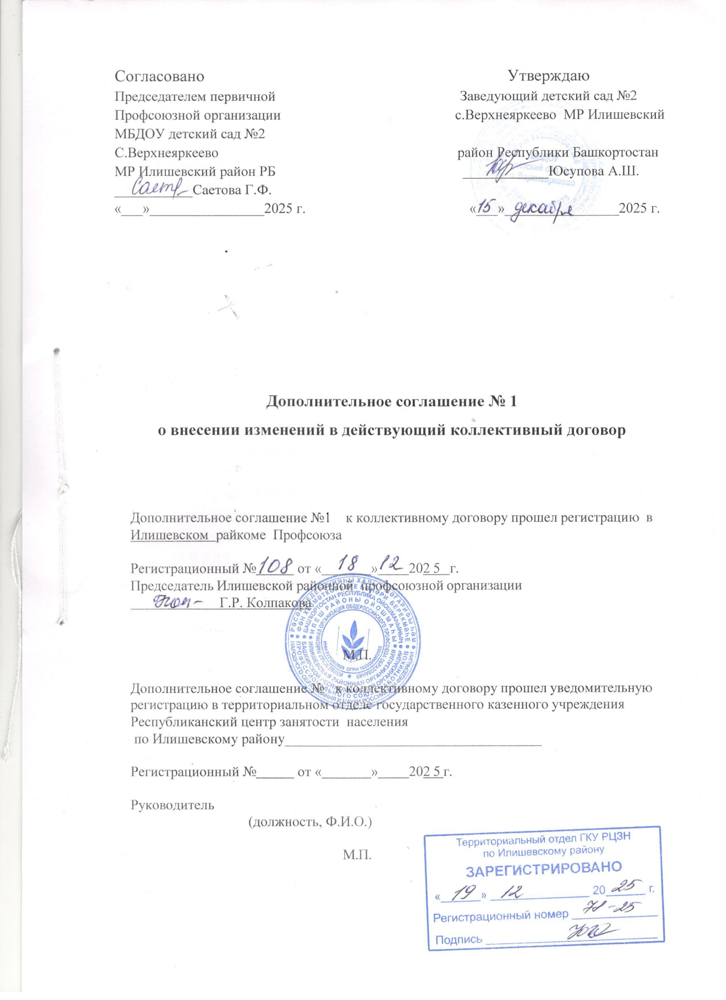 Согласовано
Председателем первичной
Профсоюзной организации
МБДОУ детский сад №2
С.Верхнеяркеево
МР Илишевский район РБ
Саетова Г.Ф.
«___»________________2025 г.
Утверждаю
Заведующий детский сад №2
с.Верхнеяркеево МР Илишевский
район Республики Башкортостан
____________Юсупова А.Ш.
«15» декабря 2025 г.
Дополнительное соглашение № 1
о внесении изменений в действующий коллективный договор
Дополнительное соглашение №1 к коллективному договору прошел регистрацию в
Илишевском райкоме Профсоюза
Регистрационный № 108 от « 18 » 12 202 5 г.
Председатель Илишевской районной профсоюзной организации
Г.Р. Колпакова
М.П.
Дополнительное соглашение № к коллективному договору прошел уведомительную
регистрацию в территориальном отделе государственного казенного учреждения
Республиканский центр занятости населения
по Илишевскому району____________________________________
Регистрационный №_____ от «_______»____202 5 г.
Руководитель
(должность, Ф.И.О.)
М.П.
Территориальный отдел ГКУ РЦЗН
по Илишевскому району
ЗАРЕГИСТРИРОВАНО
« 19 » 12 20 25 г.
Регистрационный номер 78-25
Подпись